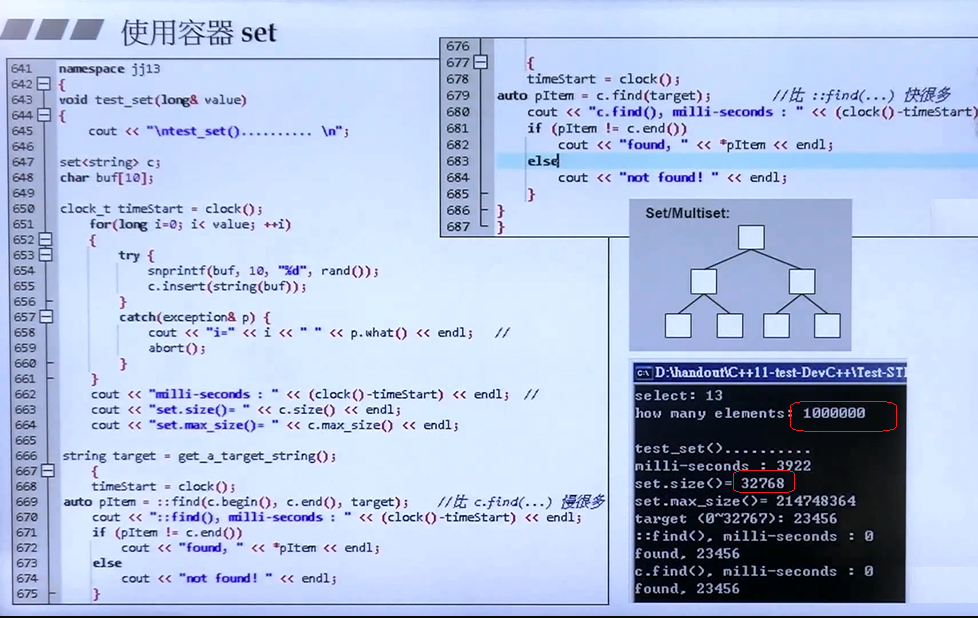 使用容器 set
641 namespace jj13
642 {
643 void test_set(long& value)
644 {
645 cout << "\ntest_set().......... \n";
646
647 set<string> c;
648 char buf[10];
649
650 clock_t timeStart = clock();
651 for(long i=0; i< value; ++i)
652 {
653 try {
654 snprintf(buf, 10, "%d", rand());
655 c.insert(string(buf));
656 }
657 catch(exception& p) {
658 cout << "i=" << i << " " << p.what() << endl; //
659 abort();
660 }
661 }
662 cout << "milli-seconds : " << (clock()-timeStart) << endl; //
663 cout << "set.size()= " << c.size() << endl;
664 cout << "set.max_size()= " << c.max_size() << endl;
665
666 string target = get_a_target_string();
667 {
668 timeStart = clock();
669 auto pItem = ::find(c.begin(), c.end(), target); //比 c.find(...) 慢很多
670 cout << "::find(), milli-seconds : " << (clock()-timeStart) << endl;
671 if (pItem != c.end())
672 cout << "found, " << *pItem << endl;
673 else
674 cout << "not found! " << endl;
675 }
676
677 {
678 timeStart = clock();
679 auto pItem = c.find(target); //比 ::find(...) 快很多
680 cout << "c.find(), milli-seconds : " << (clock()-timeStart)
681 if (pItem != c.end())
682 cout << "found, " << *pItem << endl;
683 else
684 cout << "not found! " << endl;
685 }
686 }
687 }
Set/Multiset:
D:\handout\C++11-test-DevC++\Test-STI
select: 13
how many elements: 1000000
test_set()..........
milli-seconds : 3922
set.size()= 32768
set.max_size()= 214748364
target (0~32767): 23456
::find(), milli-seconds : 0
found, 23456
c.find(), milli-seconds : 0
found, 23456